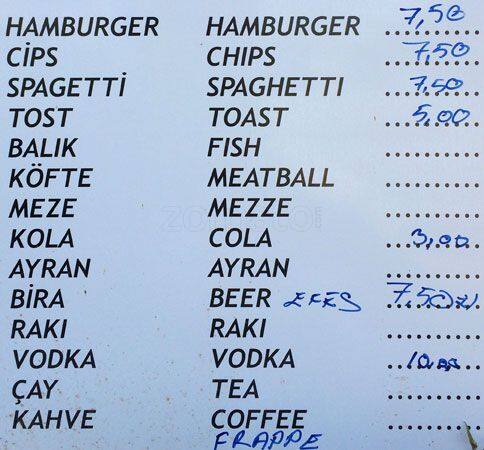 HAMBURGER HAMBURGER 7,50
CİPS CHIPS 7,50
SPAGETTİ SPAGHETTI 7,50
TOST TOAST 5,00
BALIK FISH
KÖFTE MEATBALL
MEZE MEZZE
KOLA COLA 3,00
AYRAN AYRAN
BİRA BEER EFES 7,50
RAKI RAKI
VODKA VODKA 10,00
ÇAY TEA
KAHVE COFFEE
FRAPPE